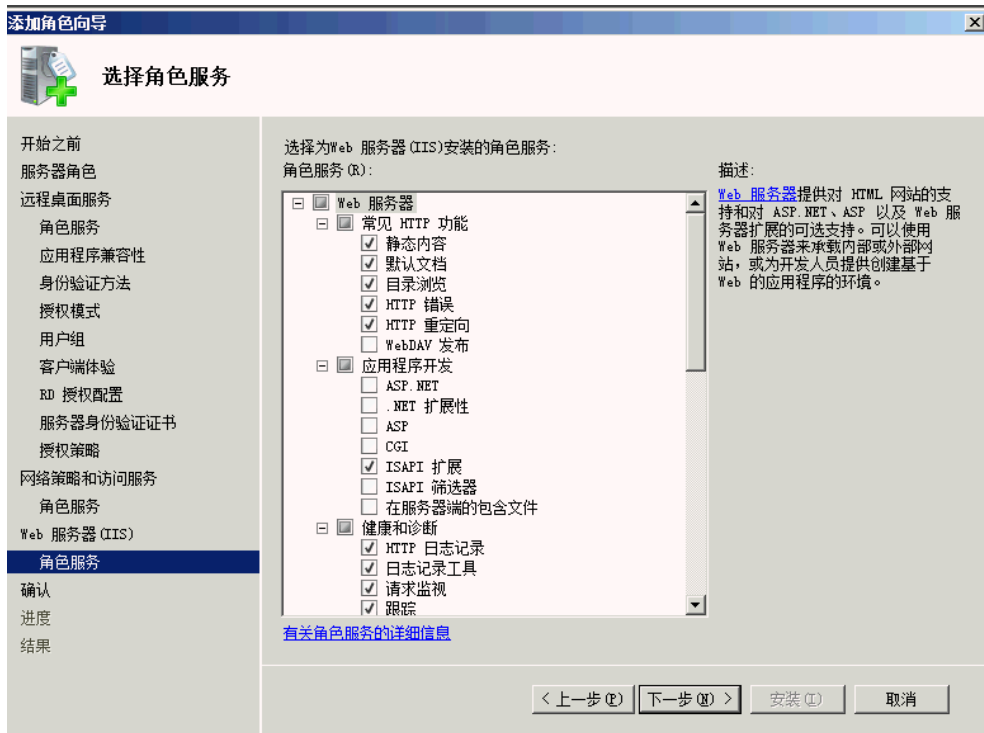 添加角色向导
选择角色服务
开始之前
服务器角色
远程桌面服务
角色服务
应用程序兼容性
身份验证方法
授权模式
用户组
客户端体验
RD 授权配置
服务器身份验证证书
授权策略
网络策略和访问服务
角色服务
Web 服务器(IIS)
角色服务
确认
进度
结果
选择为Web 服务器(IIS)安装的角色服务:
角色服务(R):
Web 服务器
常见 HTTP 功能
静态内容
默认文档
目录浏览
HTTP 错误
HTTP 重定向
WebDAV 发布
应用程序开发
ASP.NET
.NET 扩展性
ASP
CGI
ISAPI 扩展
ISAPI 筛选器
在服务器端的包含文件
健康和诊断
HTTP 日志记录
日志记录工具
请求监视
跟踪
有关角色服务的详细信息
描述:
Web 服务器提供对 HTML 网站的支
持和对 ASP.NET、ASP 以及 Web 服
务器扩展的可选支持。可以使用
Web 服务器来承载内部或外部网
站，或为开发人员提供创建基于
Web 的应用程序的环境。
< 上一步(P)
下一步(N) >
安装(I)
取消